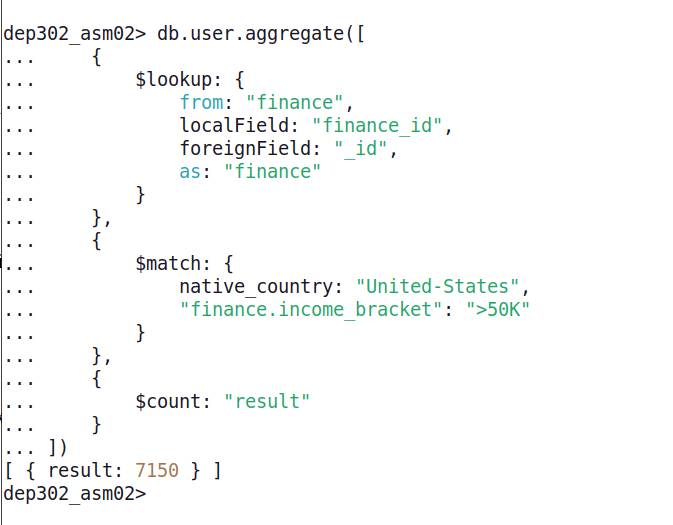 dep302_asm02> db.user.aggregate([
...     {
...         $lookup: {
...             from: "finance",
...             localField: "finance_id",
...             foreignField: "_id",
...             as: "finance"
...         }
...     },
...     {
...         $match: {
...             native_country: "United-States",
...             "finance.income_bracket": ">50K"
...         }
...     },
...     {
...         $count: "result"
...     }
... ])
[ { result: 7150 } ]
dep302_asm02>